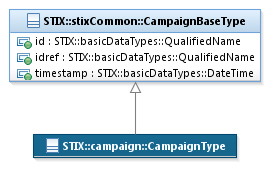 STIX::stixCommon::CampaignBaseType
id : STIX::basicDataTypes::QualifiedName
idref : STIX::basicDataTypes::QualifiedName
timestamp : STIX::basicDataTypes::DateTime
STIX::campaign::CampaignType